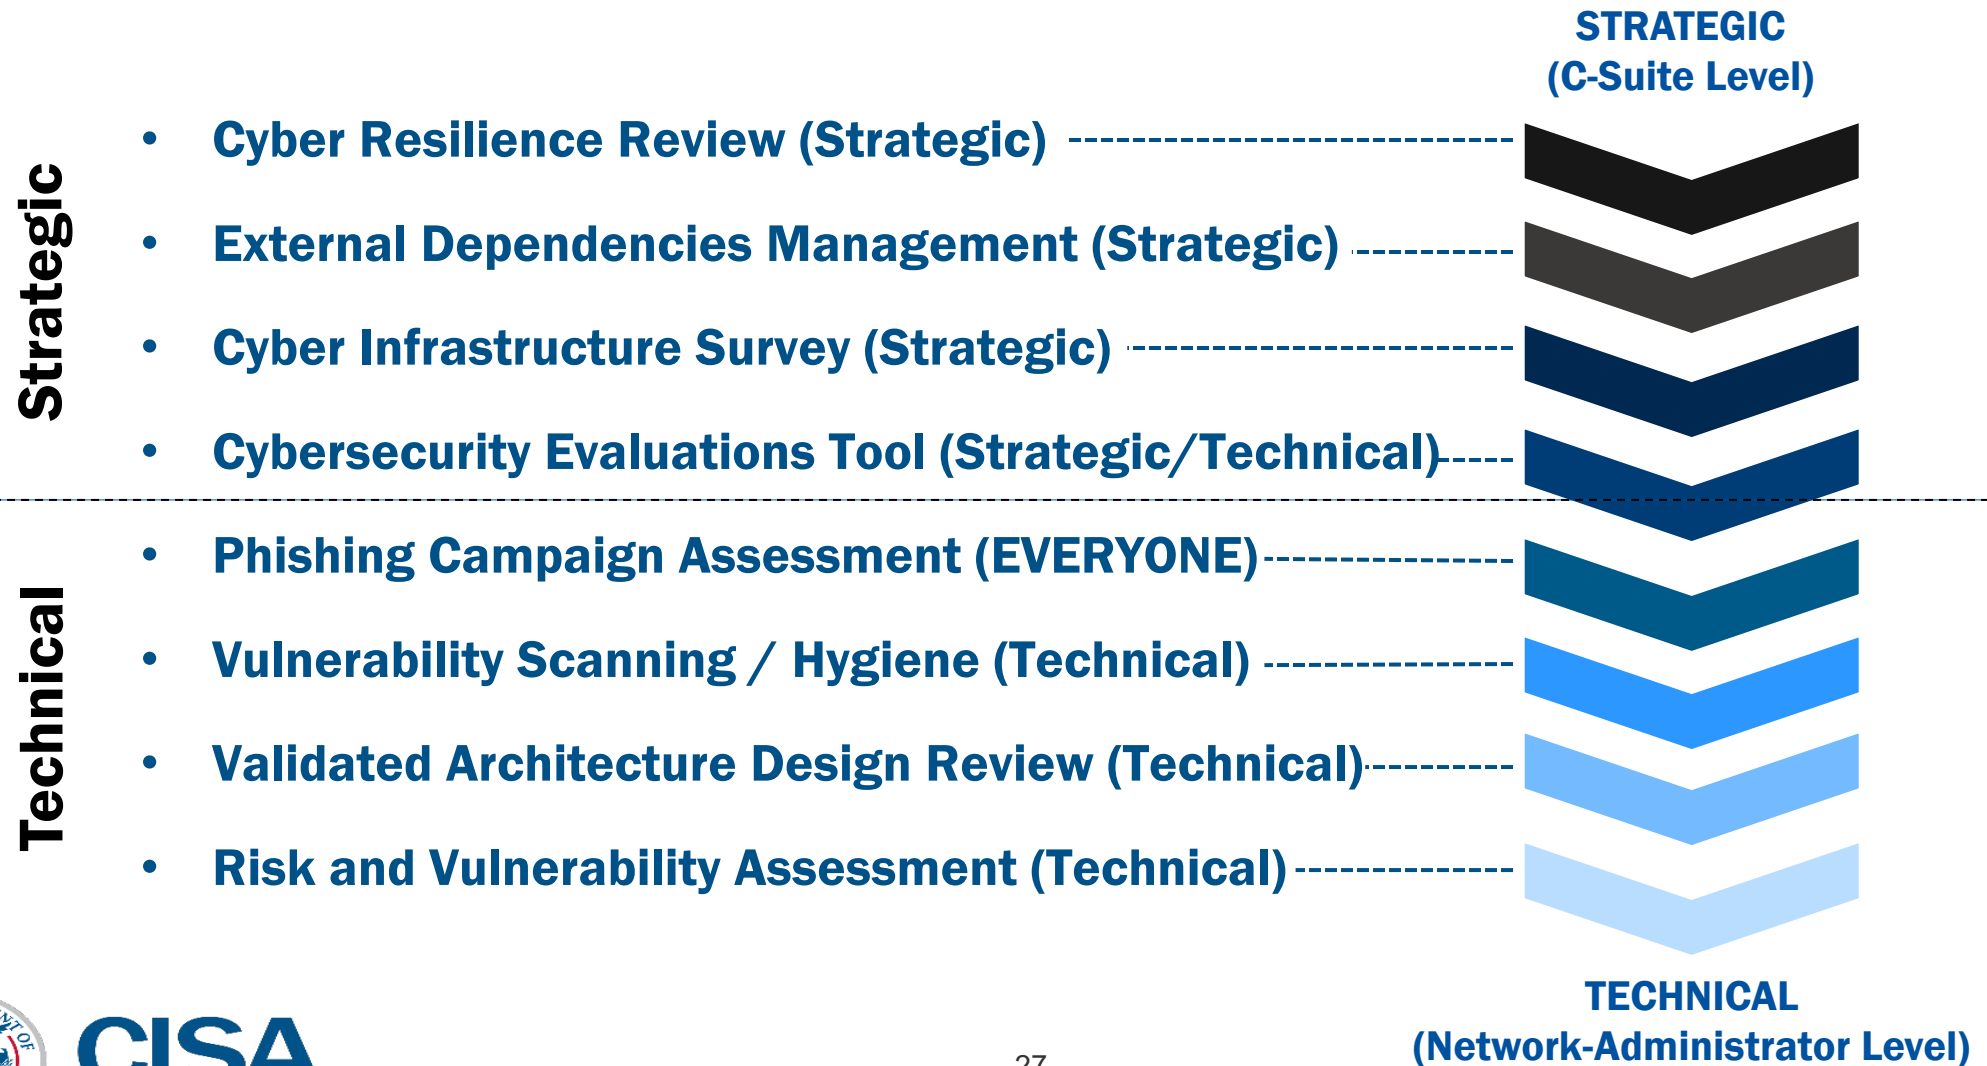 STRATEGIC
(C-Suite Level)
Strategic
• Cyber Resilience Review (Strategic)
• External Dependencies Management (Strategic)
• Cyber Infrastructure Survey (Strategic)
• Cybersecurity Evaluations Tool (Strategic/Technical)
Technical
• Phishing Campaign Assessment (EVERYONE)
• Vulnerability Scanning / Hygiene (Technical)
• Validated Architecture Design Review (Technical)
• Risk and Vulnerability Assessment (Technical)
TECHNICAL
(Network-Administrator Level)
CISA
27